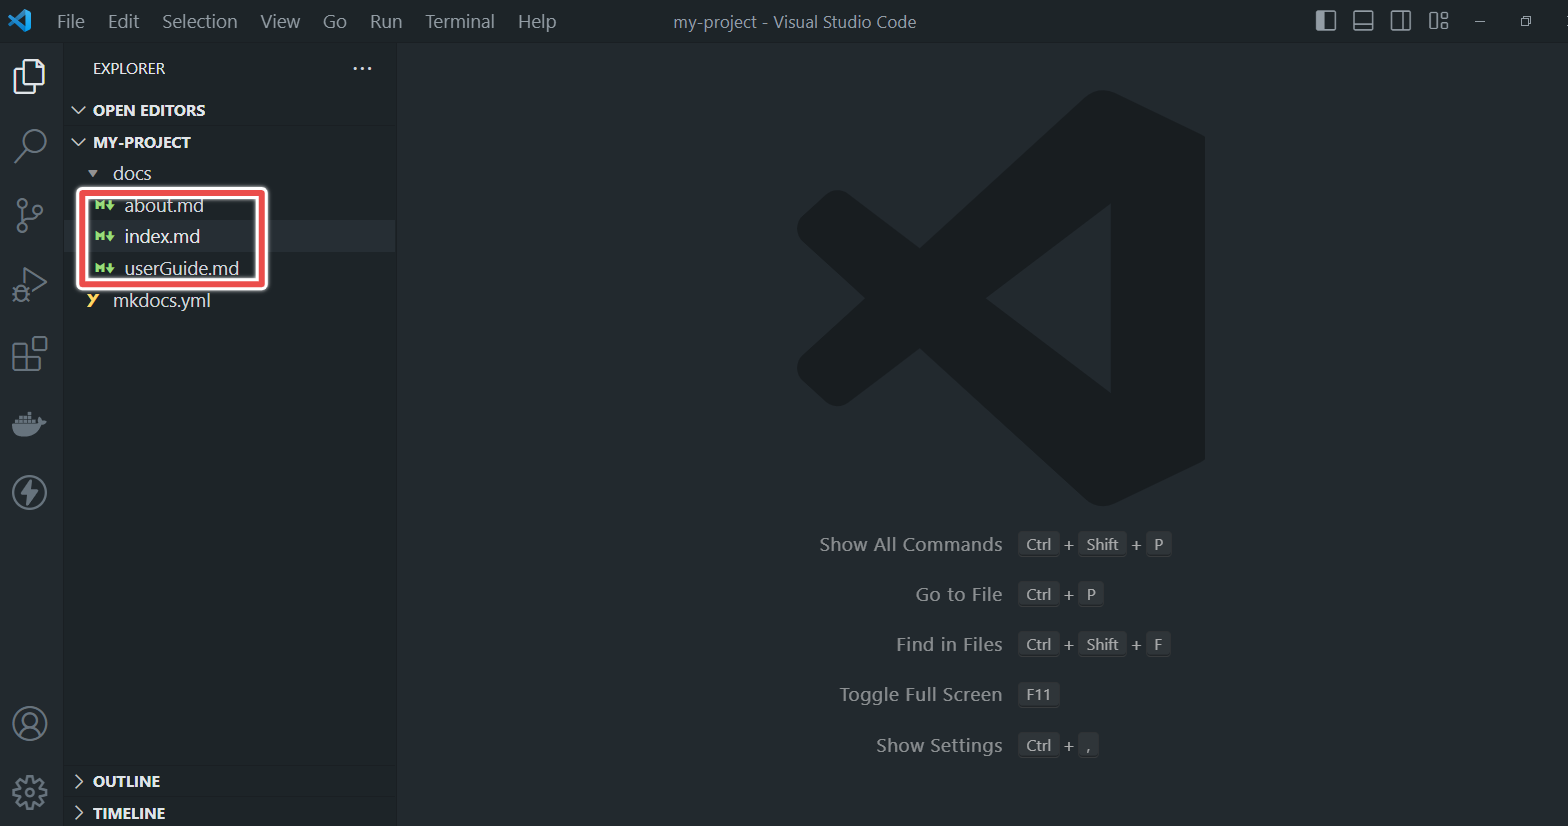 File Edit Selection View Go Run Terminal Help my-project - Visual Studio Code
EXPLORER ...
OPEN EDITORS
MY-PROJECT
docs
about.md
index.md
userGuide.md
mkdocs.yml
Show All Commands Ctrl + Shift + P
Go to File Ctrl + P
Find in Files Ctrl + Shift + F
Toggle Full Screen F11
Show Settings Ctrl + ,
OUTLINE
TIMELINE